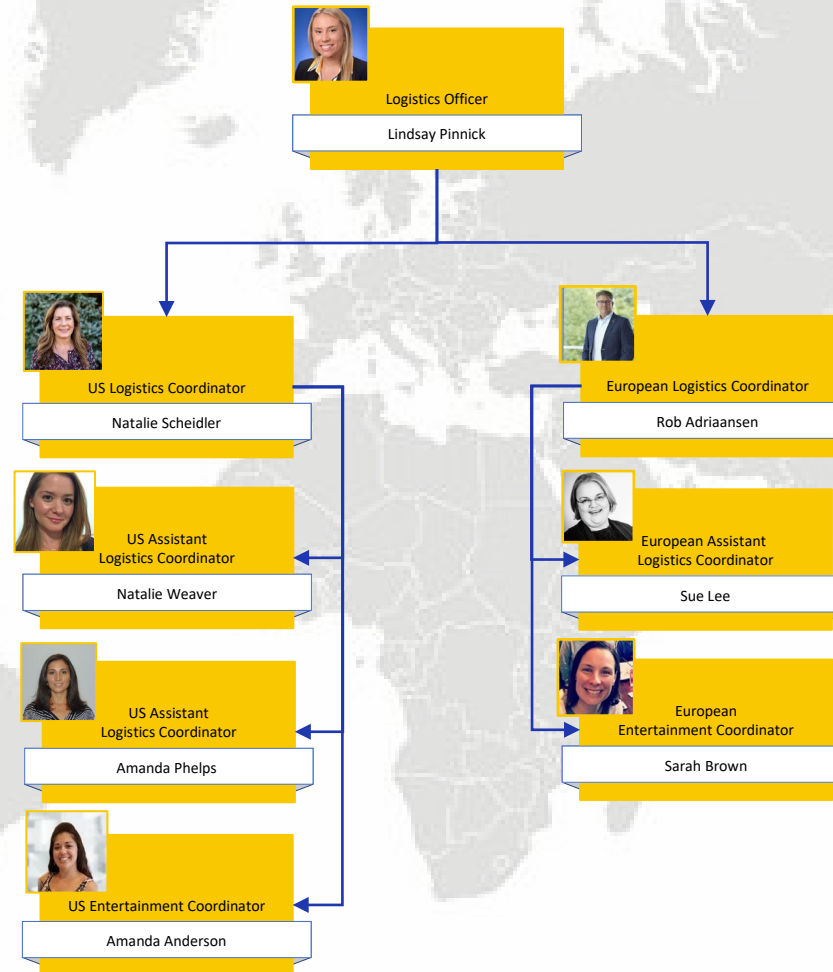 Logistics Officer
Lindsay Pinnick
US Logistics Coordinator
Natalie Scheidler
US Assistant
Logistics Coordinator
Natalie Weaver
US Assistant
Logistics Coordinator
Amanda Phelps
US Entertainment Coordinator
Amanda Anderson
European Logistics Coordinator
Rob Adriaansen
European Assistant
Logistics Coordinator
Sue Lee
European
Entertainment Coordinator
Sarah Brown